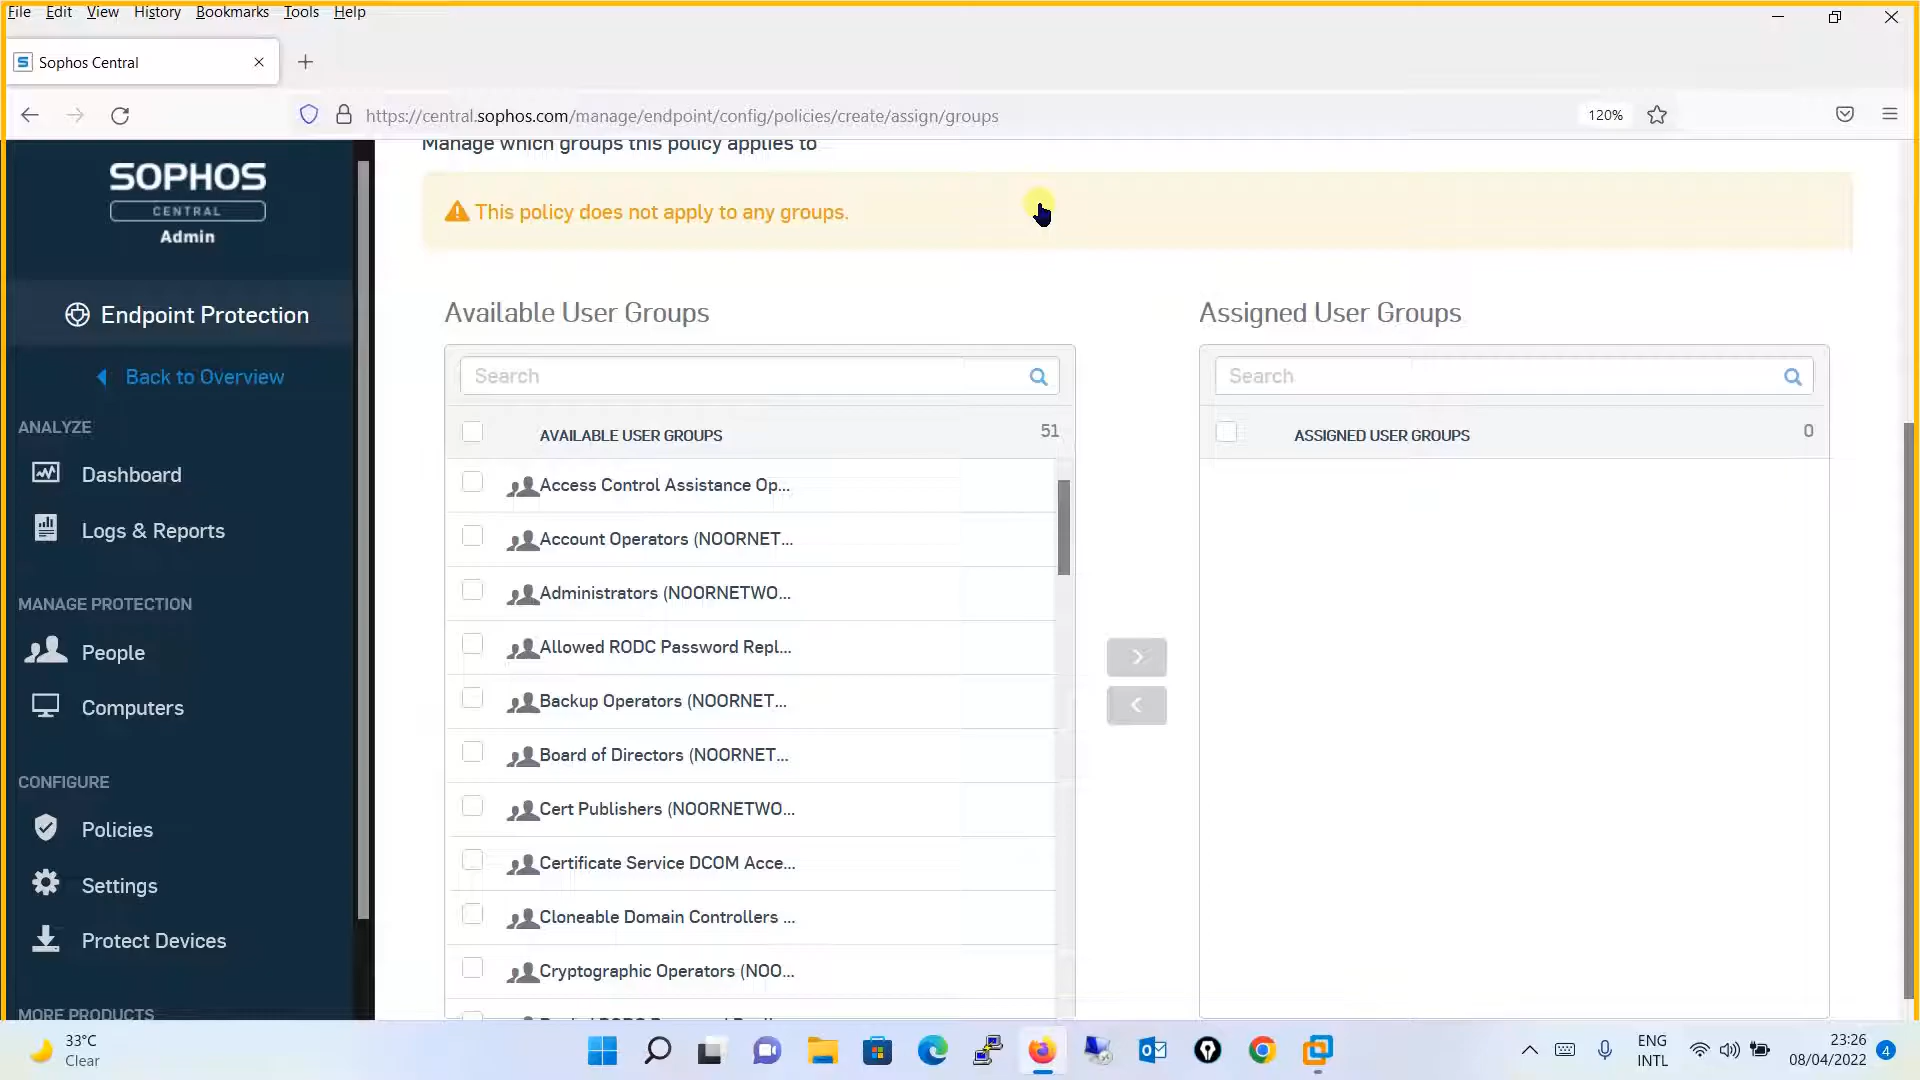 File Edit View History Bookmarks Tools Help
Sophos Central
https://central.sophos.com/manage/endpoint/config/policies/create/assign/groups
120%
SOPHOS
CENTRAL
Admin
Endpoint Protection
Back to Overview
ANALYZE
Dashboard
Logs & Reports
MANAGE PROTECTION
People
Computers
CONFIGURE
Policies
Settings
Protect Devices
MORE PRODUCTS
Manage which groups this policy applies to
This policy does not apply to any groups.
Available User Groups
Search
AVAILABLE USER GROUPS 51
Access Control Assistance Op...
Account Operators (NOORNET...
Administrators (NOORNETWO...
Allowed RODC Password Repl...
Backup Operators (NOORNET...
Board of Directors (NOORNET...
Cert Publishers (NOORNETWO...
Certificate Service DCOM Acce...
Cloneable Domain Controllers ...
Cryptographic Operators (NOO...
Assigned User Groups
Search
ASSIGNED USER GROUPS 0
33°C
Clear
ENG
INTL
23:26
08/04/2022
4